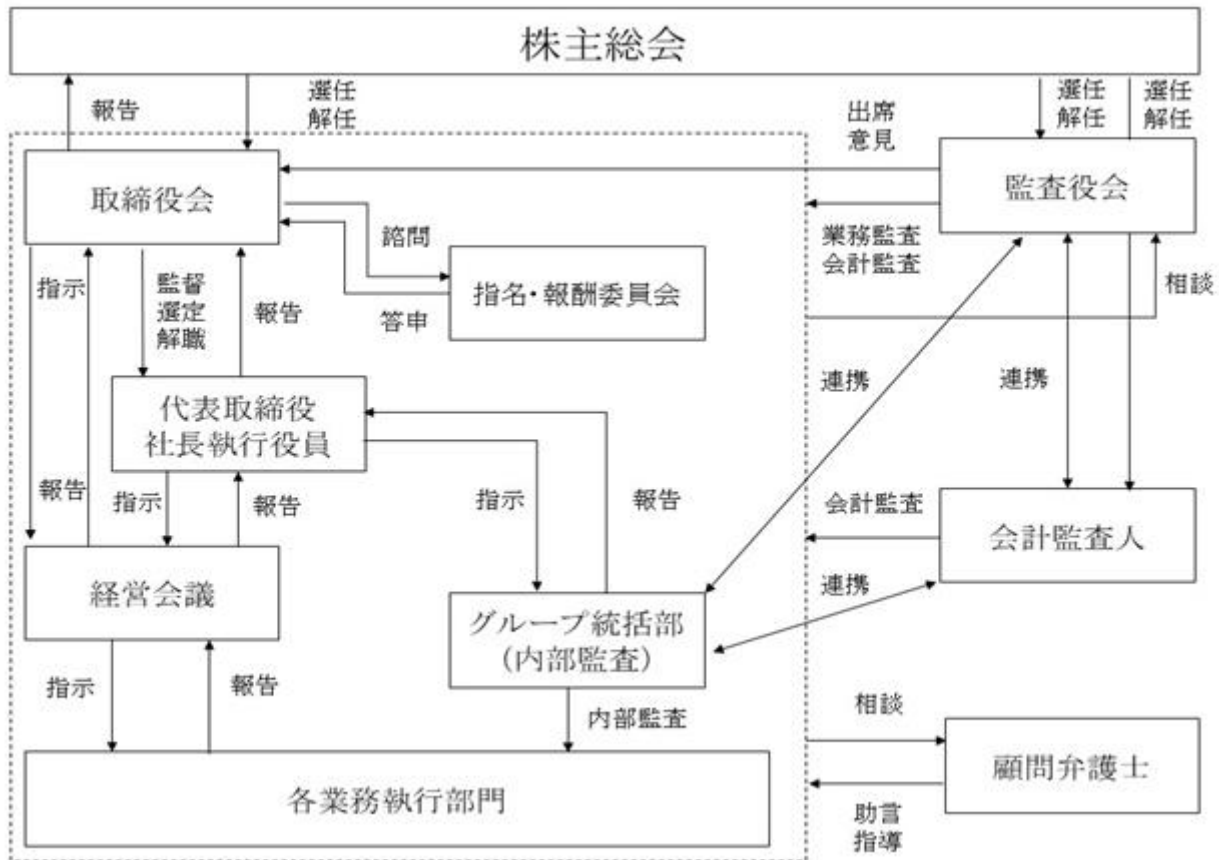 株主総会
報告
選任
解任
選任
解任
選任
解任
出席
意見
取締役会
監査役会
諮問
業務監査
会計監査
指示
監督
選定
解職
報告
指名・報酬委員会
答申
相談
代表取締役
社長執行役員
連携
連携
報告
指示
報告
指示
報告
会計監査
会計監査人
経営会議
連携
グループ統括部
(内部監査)
指示
報告
内部監査
相談
顧問弁護士
各業務執行部門
助言
指導